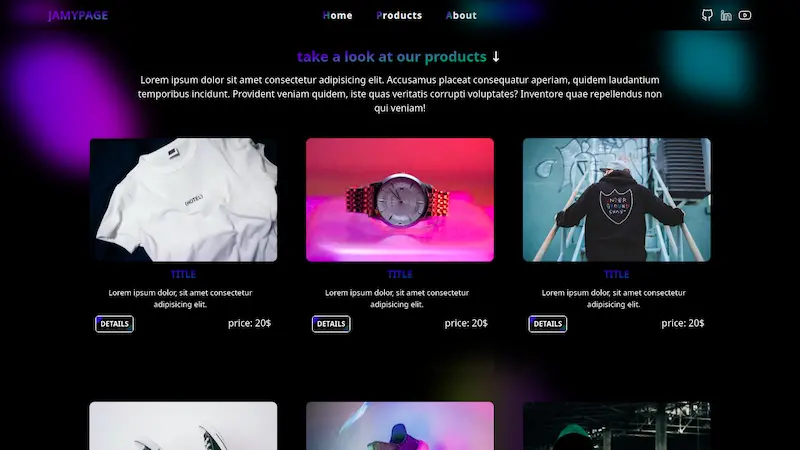 JAMYPAGE
Home
Products
About
take a look at our products ↓
Lorem ipsum dolor sit amet consectetur adipisicing elit. Accusamus placeat consequatur aperiam, quidem laudantium
temporibus incidunt. Provident veniam quidem, iste quas veritatis corrupti voluptates? Inventore quae repellendus non
qui veniam!
(HOTEL)
UNDER
GROUND
TITLE
Lorem ipsum dolor, sit amet consectetur
adipisicing elit.
DETAILS
price: 20$
TITLE
Lorem ipsum dolor, sit amet consectetur
adipisicing elit.
DETAILS
price: 20$
TITLE
Lorem ipsum dolor, sit amet consectetur
adipisicing elit.
DETAILS
price: 20$